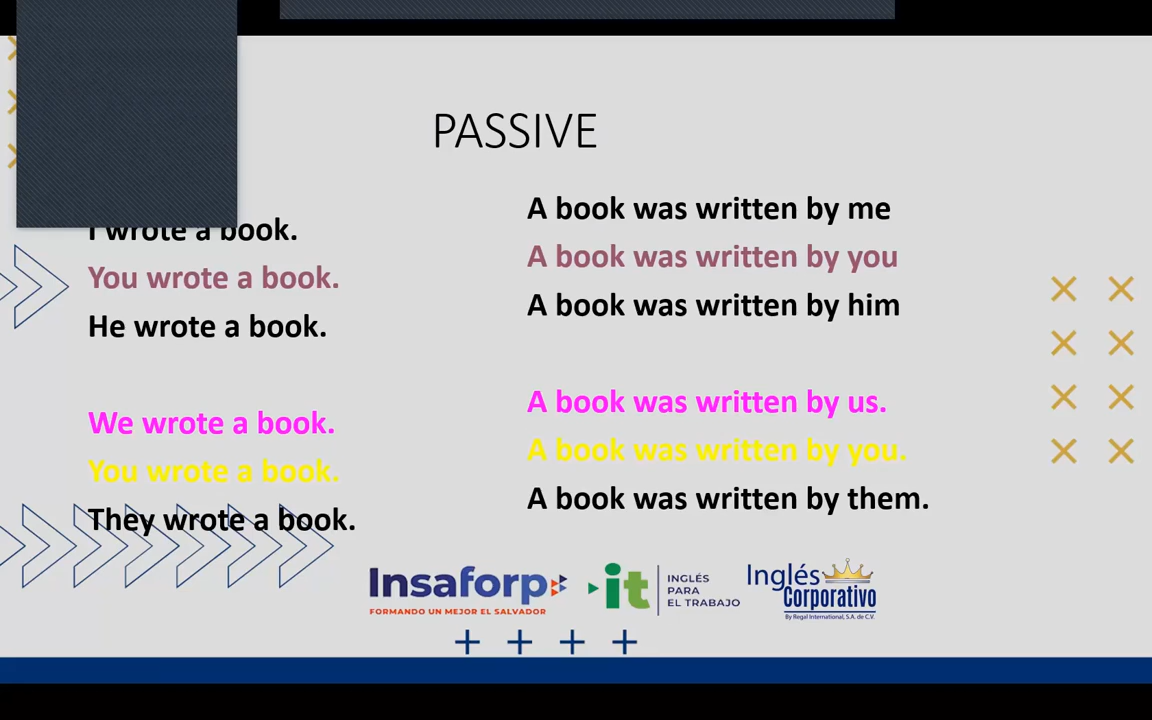 PASSIVE
I wrote a book.
You wrote a book.
He wrote a book.
We wrote a book.
You wrote a book.
They wrote a book.
A book was written by me
A book was written by you
A book was written by him
A book was written by us.
A book was written by you.
A book was written by them.
Insaforp
FORMANDO UN MEJOR EL SALVADOR
it
INGLÉS
PARA
EL TRABAJO
Inglés
Corporativo
By Regal International, S.A. de C.V.